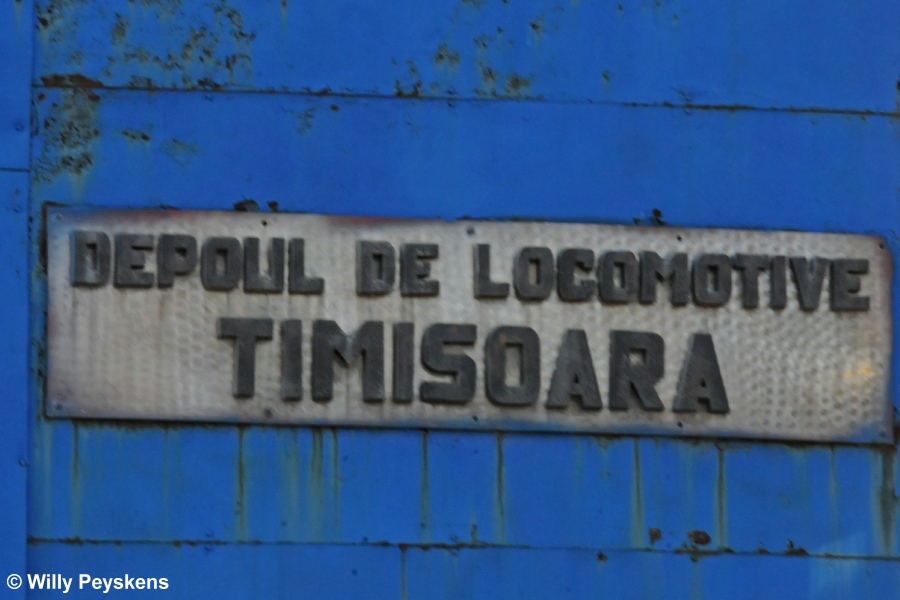 DEPOUL DE LOCOMOTIVE
TIMISOARA
© Willy Peyskens